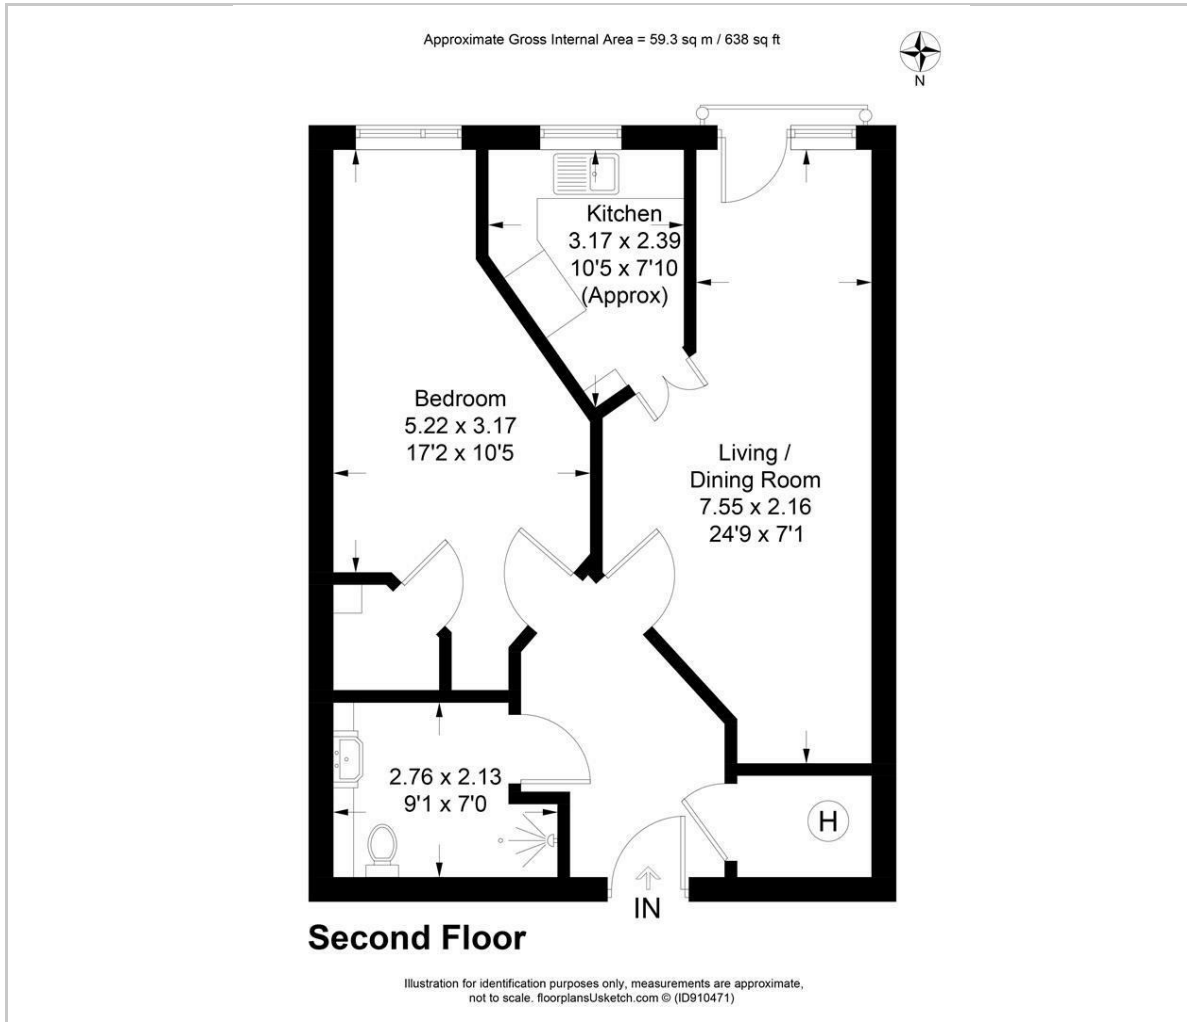 Approximate Gross Internal Area = 59.3 sq m / 638 sq ft
N
Kitchen
3.17 x 2.39
10'5 x 7'10
(Approx)
Bedroom
5.22 x 3.17
17'2 x 10'5
Living /
Dining Room
7.55 x 2.16
24'9 x 7'1
2.76 x 2.13
9'1 x 7'0
H
IN
Second Floor
Illustration for identification purposes only, measurements are approximate,
not to scale. floorplansUsketch.com © (ID910471)